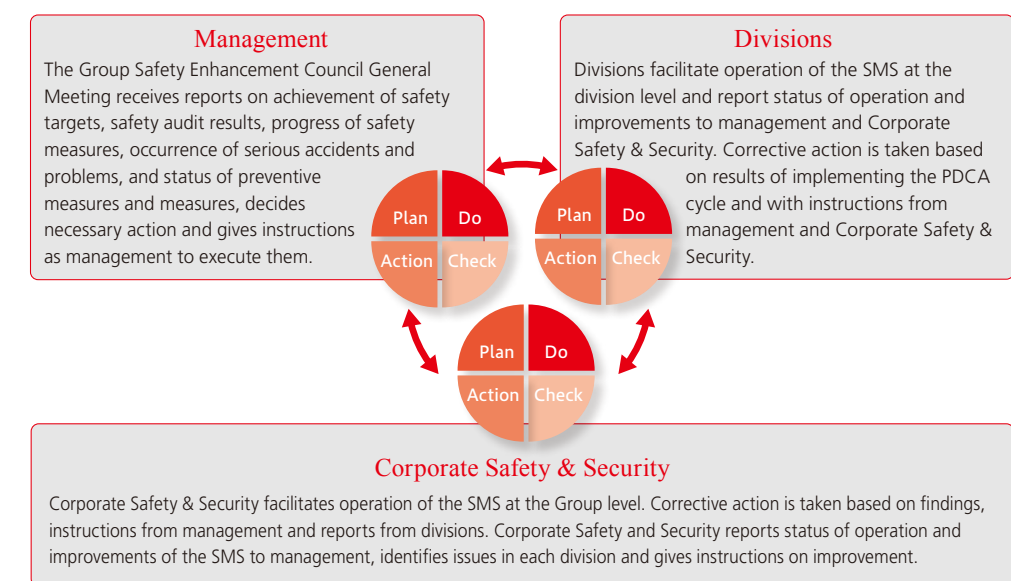 Management
The Group Safety Enhancement Council General
Meeting receives reports on achievement of safety
targets, safety audit results, progress of safety
measures, occurrence of serious accidents and
problems, and status of preventive
measures and measures, decides
necessary action and gives instructions
as management to execute them.
Divisions
Divisions facilitate operation of the SMS at the
division level and report status of operation and
improvements to management and Corporate
Safety & Security. Corrective action is taken based
on results of implementing the PDCA
cycle and with instructions from
management and Corporate Safety &
Security.
Plan Do
Action Check
Plan Do
Action Check
Plan Do
Action Check
Corporate Safety & Security
Corporate Safety & Security facilitates operation of the SMS at the Group level. Corrective action is taken based on findings,
instructions from management and reports from divisions. Corporate Safety and Security reports status of operation and
improvements of the SMS to management, identifies issues in each division and gives instructions on improvement.